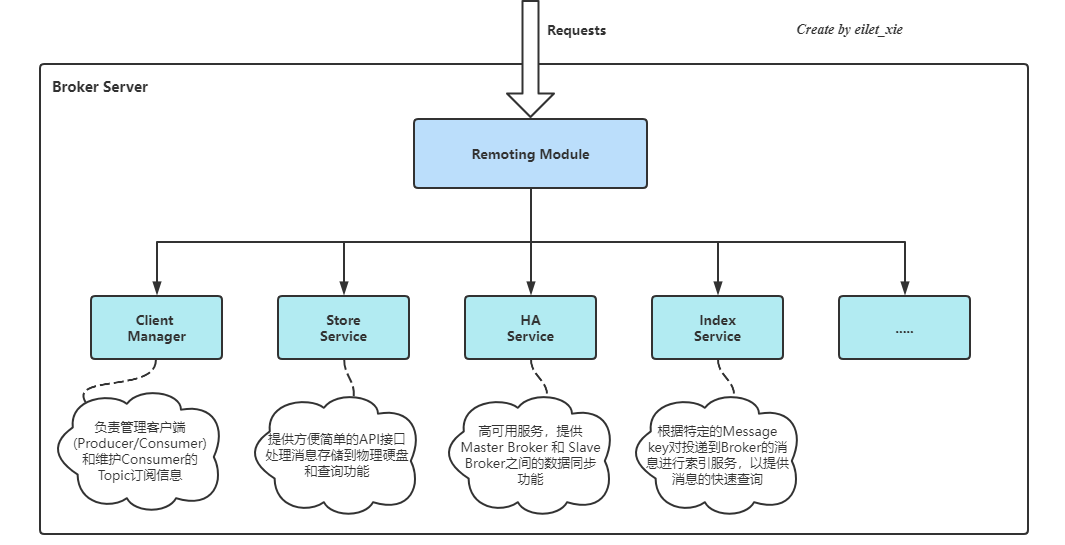 Requests
Create by eilet_xie
Broker Server
Remoting Module
Client
Manager
Store
Service
HA
Service
Index
Service
.....
负责管理客户端
(Producer/Consumer)
和维护Consumer的
Topic订阅信息
提供方便简单的API接口
处理消息存储到物理硬盘
和查询功能
高可用服务，提供
Master Broker 和 Slave
Broker之间的数据同步
功能
根据特定的Message
key对投递到Broker的消
息进行索引服务，以提供
消息的快速查询